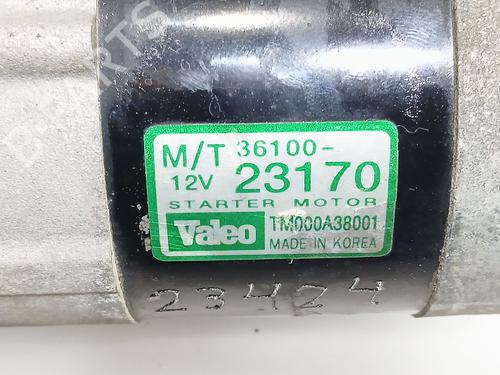 M/T 36100-
12V 23170
STARTER MOTOR
Valeo TM000A38001
MADE IN KOREA
23424